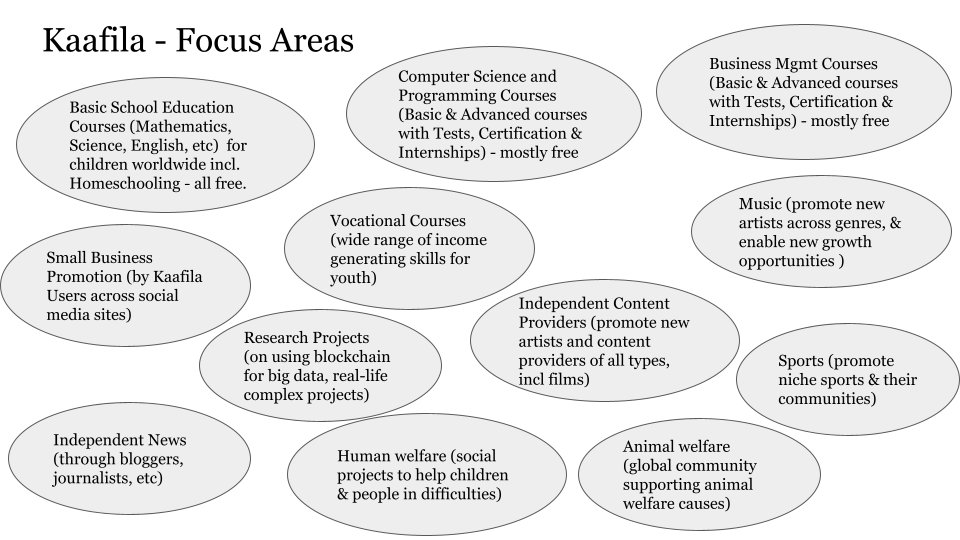 Kaafila - Focus Areas
Basic School Education
Courses (Mathematics,
Science, English, etc)  for
children worldwide incl.
Homeschooling - all free.
Computer Science and
Programming Courses
(Basic & Advanced courses
with Tests, Certification &
Internships) - mostly free
Business Mgmt Courses
(Basic & Advanced courses
with Tests, Certification &
Internships) - mostly free
Small Business
Promotion (by Kaafila
Users across social
media sites)
Vocational Courses
(wide range of income
generating skills for
youth)
Music (promote new
artists across genres, &
enable new growth
opportunities )
Research Projects
(on using blockchain
for big data, real-life
complex projects)
Independent Content
Providers (promote new
artists and content
providers of all types,
incl films)
Sports (promote
niche sports & their
communities)
Independent News
(through bloggers,
journalists, etc)
Human welfare (social
projects to help children
& people in difficulties)
Animal welfare
(global community
supporting animal
welfare causes)